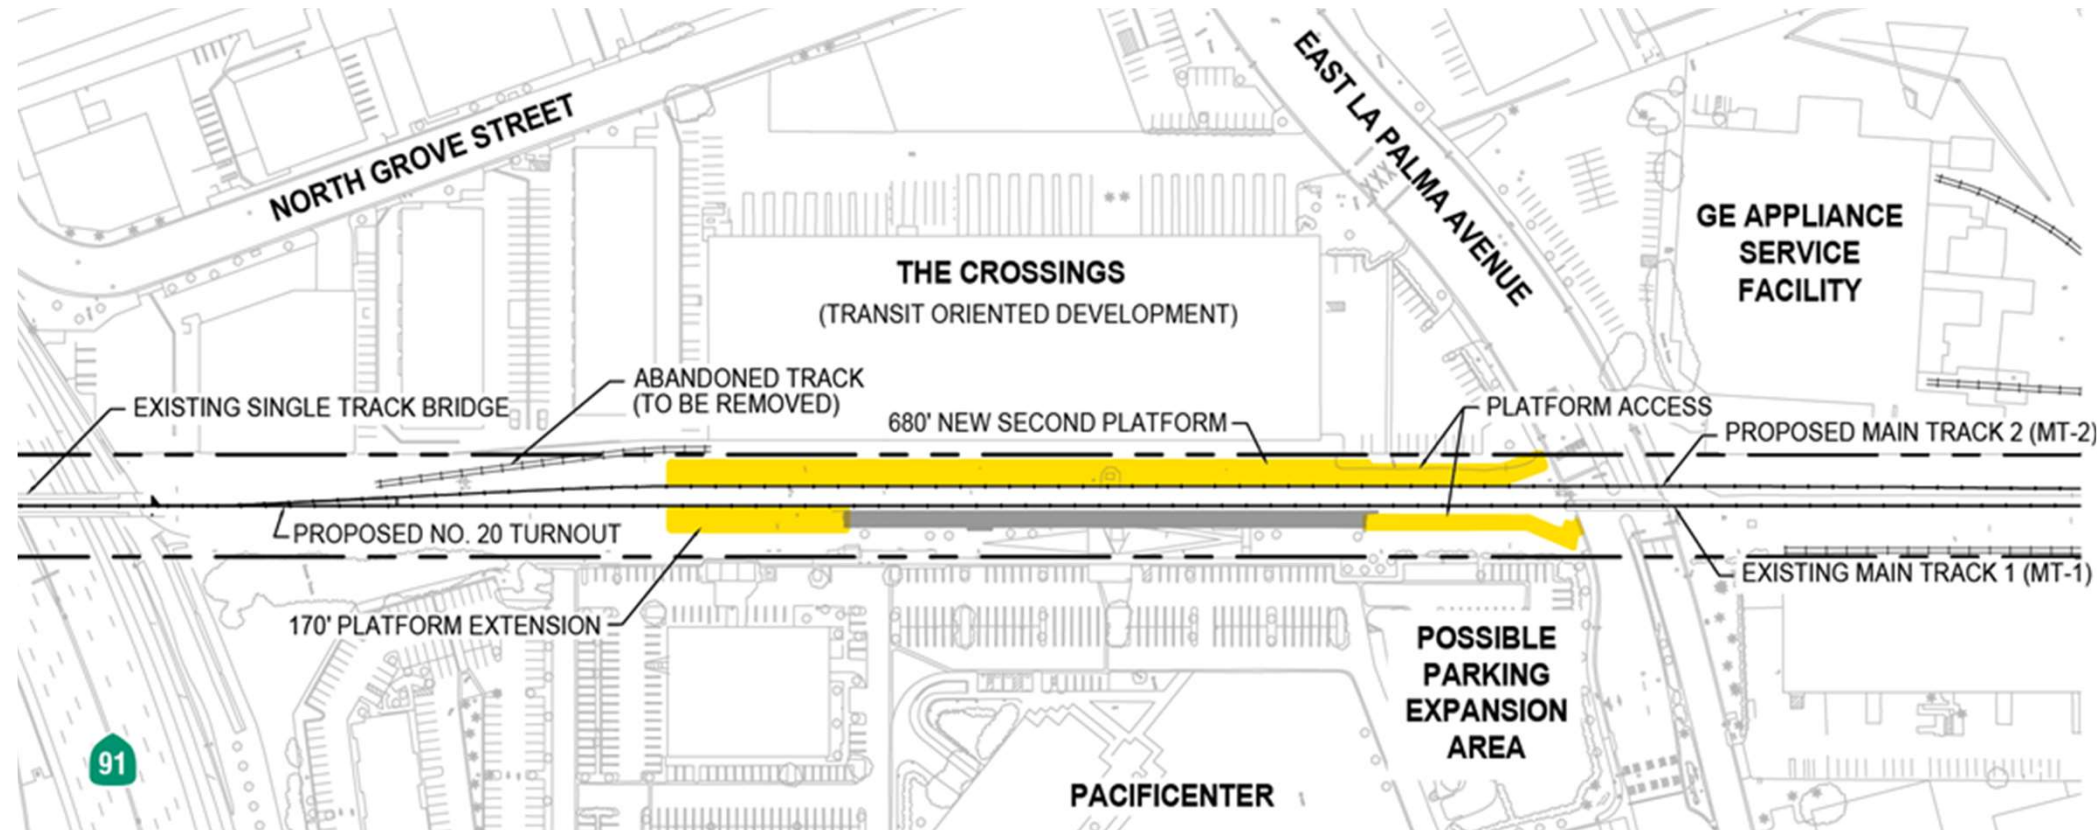 NORTH GROVE STREET
EAST LA PALMA AVENUE
GE APPLIANCE
SERVICE
FACILITY
THE CROSSINGS
(TRANSIT ORIENTED DEVELOPMENT)
EXISTING SINGLE TRACK BRIDGE
ABANDONED TRACK
(TO BE REMOVED)
680' NEW SECOND PLATFORM
PLATFORM ACCESS
PROPOSED MAIN TRACK 2 (MT-2)
PROPOSED NO. 20 TURNOUT
EXISTING MAIN TRACK 1 (MT-1)
170' PLATFORM EXTENSION
POSSIBLE
PARKING
EXPANSION
AREA
91
PACIFICENTER